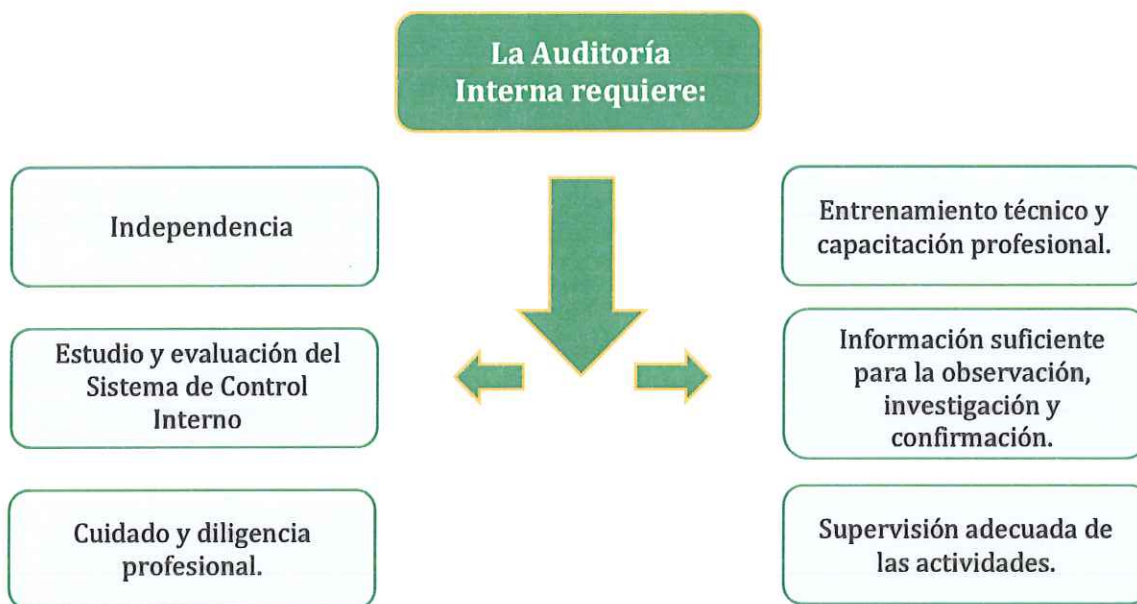 La Auditoría
Interna requiere:
Independencia
Estudio y evaluación del
Sistema de Control
Interno
Cuidado y diligencia
profesional.
Entrenamiento técnico y
capacitación profesional.
Información suficiente
para la observación,
investigación y
confirmación.
Supervisión adecuada de
las actividades.